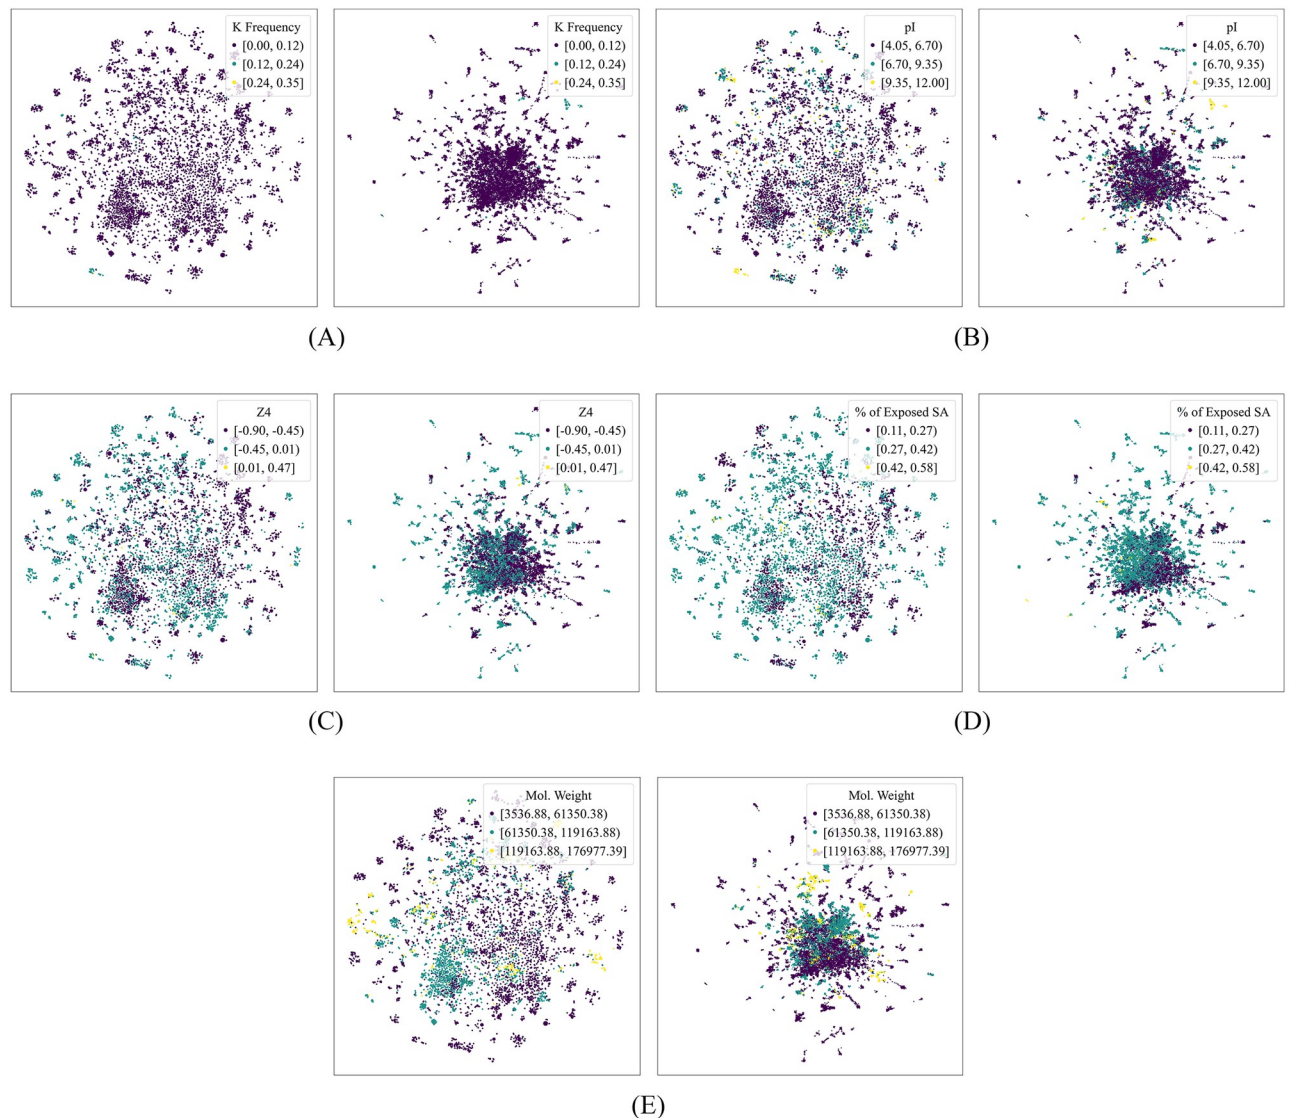 K Frequency
[0.00, 0.12)
[0.12, 0.24)
[0.24, 0.35]
K Frequency
[0.00, 0.12)
[0.12, 0.24)
[0.24, 0.35]
pI
[4.05, 6.70)
[6.70, 9.35)
[9.35, 12.00]
pI
[4.05, 6.70)
[6.70, 9.35)
[9.35, 12.00]
(A)
(B)
Z4
[-0.90, -0.45)
[-0.45, 0.01)
[0.01, 0.47]
Z4
[-0.90, -0.45)
[-0.45, 0.01)
[0.01, 0.47]
% of Exposed SA
[0.11, 0.27)
[0.27, 0.42)
[0.42, 0.58]
% of Exposed SA
[0.11, 0.27)
[0.27, 0.42)
[0.42, 0.58]
(C)
(D)
Mol. Weight
[3536.88, 61350.38)
[61350.38, 119163.88)
[119163.88, 176977.39]
Mol. Weight
[3536.88, 61350.38)
[61350.38, 119163.88)
[119163.88, 176977.39]
(E)